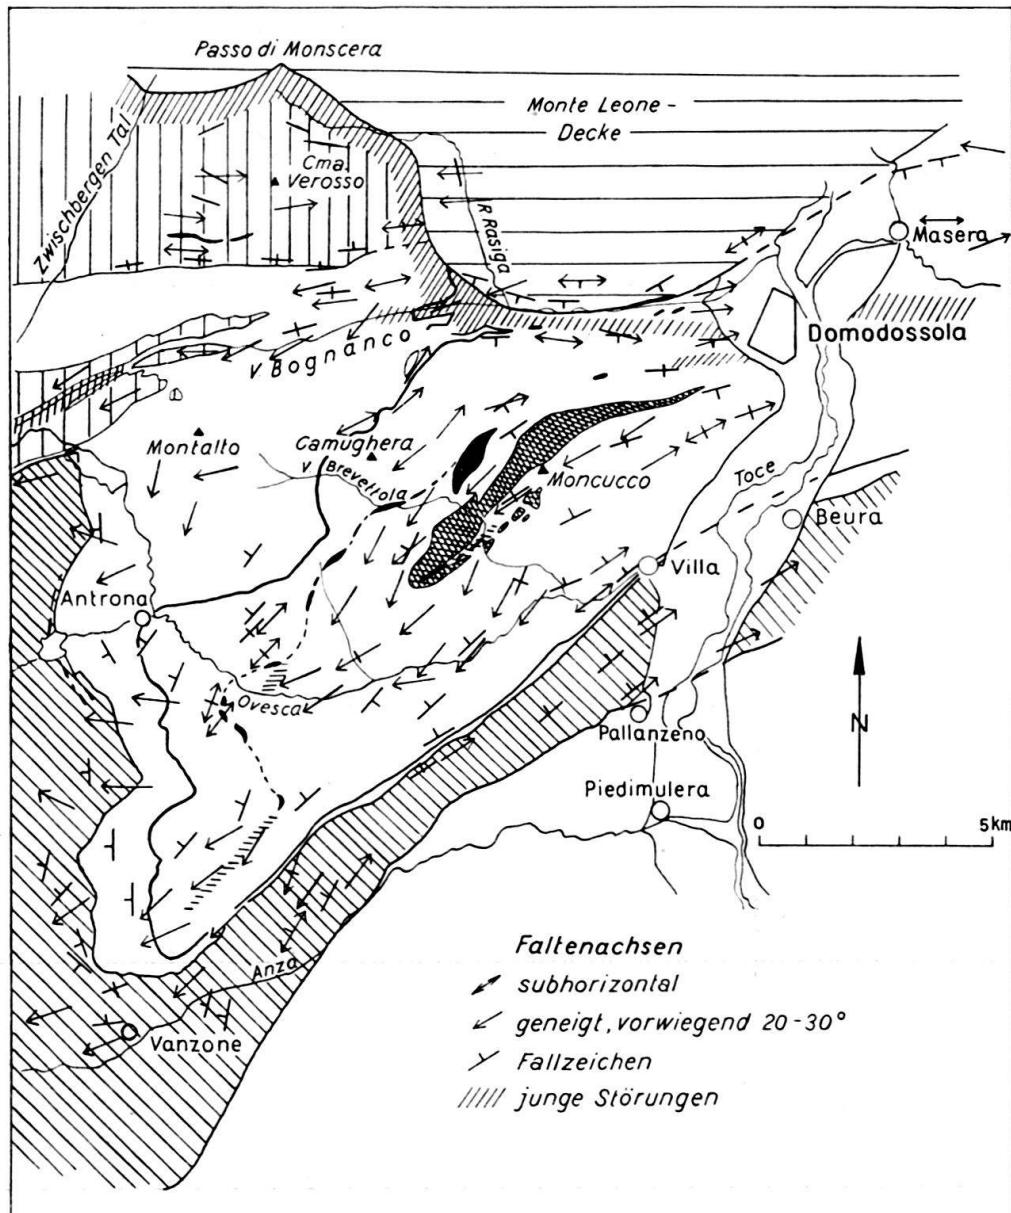 Passo di Monscera
Monte Leone -
Decke
Zwischbergen Tal
Cma.
Verosso
R. Rasiga
Masera
Domodossola
V. Bognanco
Montalto
Camughera
V. Brevettola
Moncucco
Toce
Beura
Villa
Antrona
Ovesca
N
Pallanzeno
Piedimulera
0 5km
Faltenachsen
subhorizontal
geneigt, vorwiegend 20-30°
Fallzeichen
junge Störungen
Anza
Vanzone